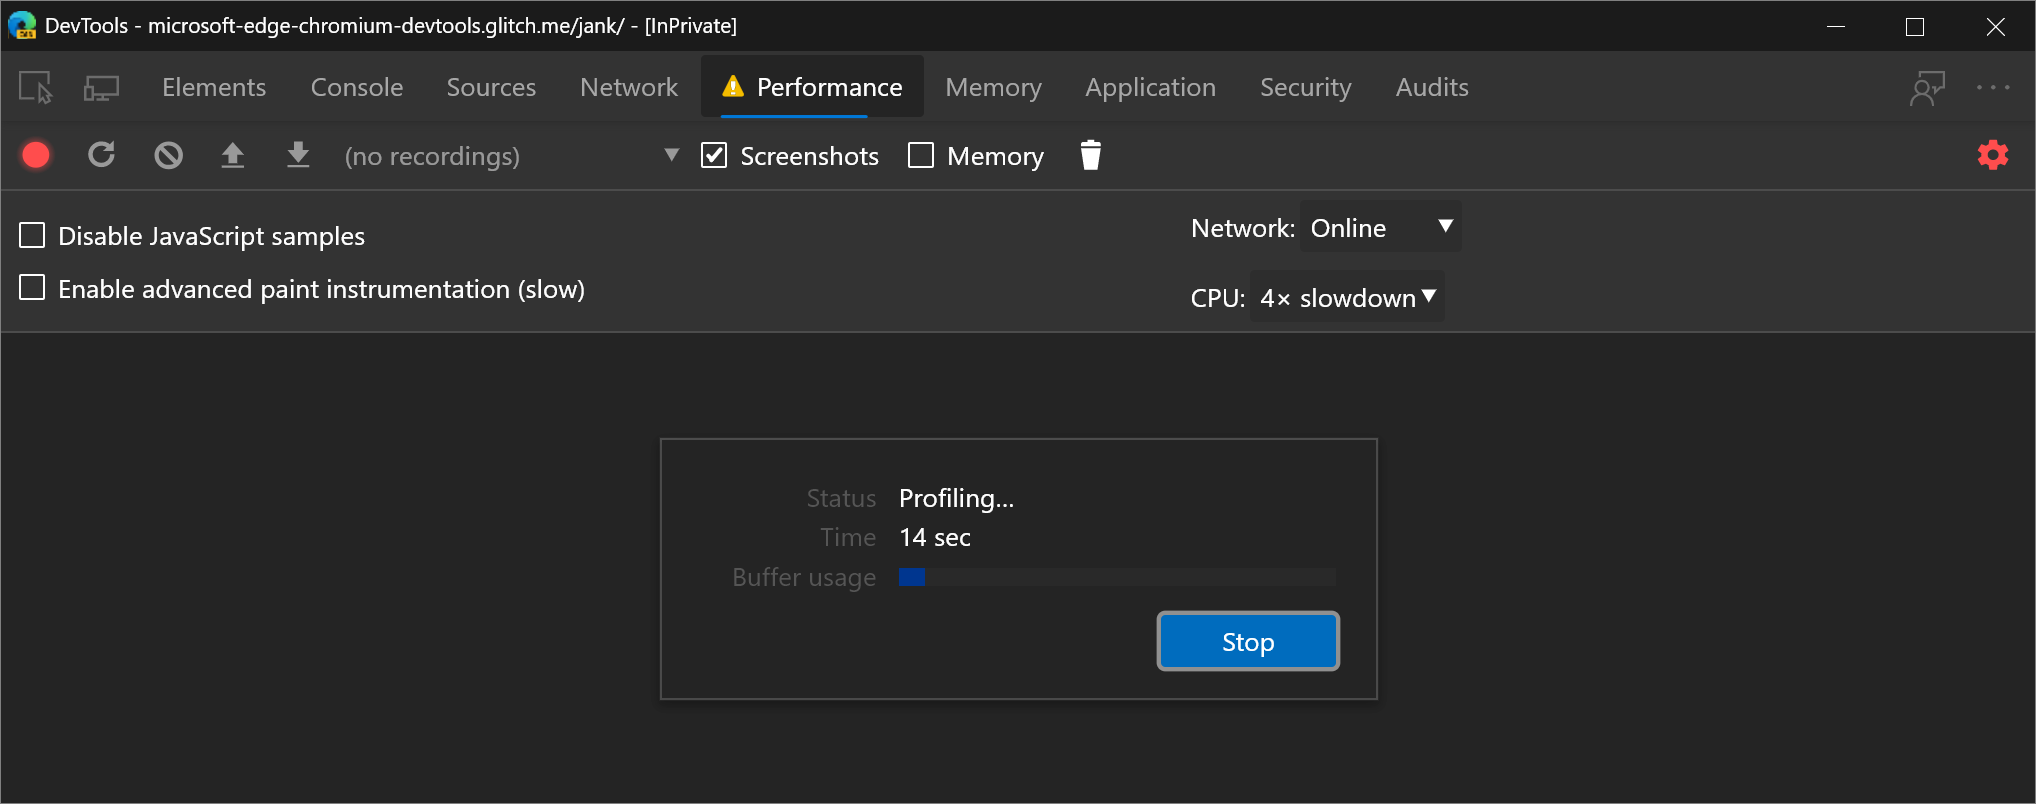 DevTools - microsoft-edge-chromium-devtools.glitch.me/jank/ - [InPrivate]
Elements Console Sources Network Performance Memory Application Security Audits
(no recordings) Screenshots Memory
Disable JavaScript samples
Network: Online
Enable advanced paint instrumentation (slow)
CPU: 4× slowdown
Status Profiling...
Time 14 sec
Buffer usage
Stop